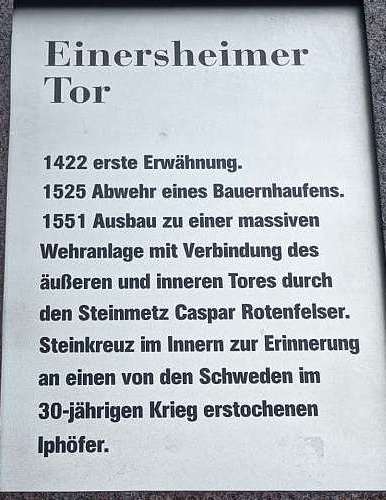 Einersheimer
Tor
1422 erste Erwähnung.
1525 Abwehr eines Bauernhaufens.
1551 Ausbau zu einer massiven
Wehranlage mit Verbindung des
äußeren und inneren Tores durch
den Steinmetz Caspar Rotenfelser.
Steinkreuz im Innern zur Erinnerung
an einen von den Schweden im
30-jährigen Krieg erstochenen
Iphöfer.